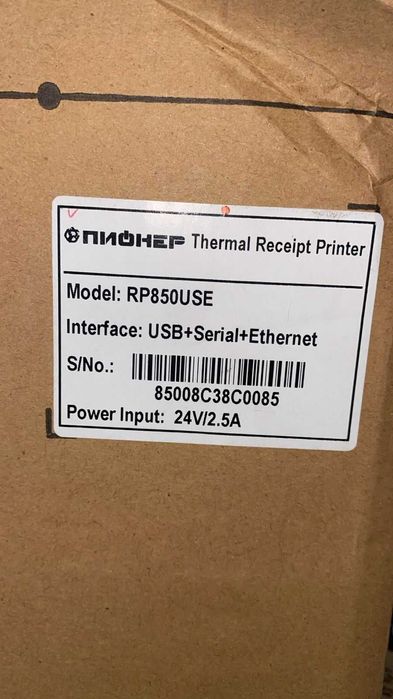 ПИОНЕР Thermal Receipt Printer
Model: RP850USE
Interface: USB+Serial+Ethernet
S/No.:
85008C38C0085
Power Input: 24V/2.5A